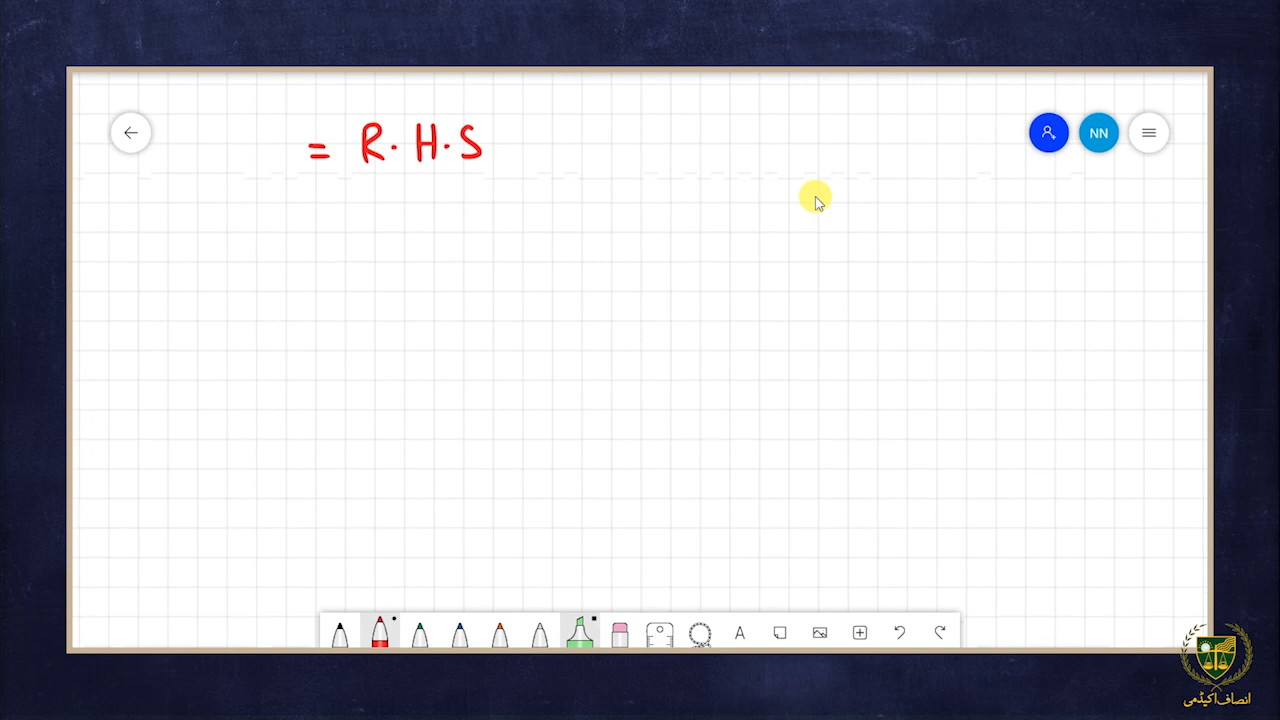 = R. H. S
NN
A
انصاف اکیڈمی